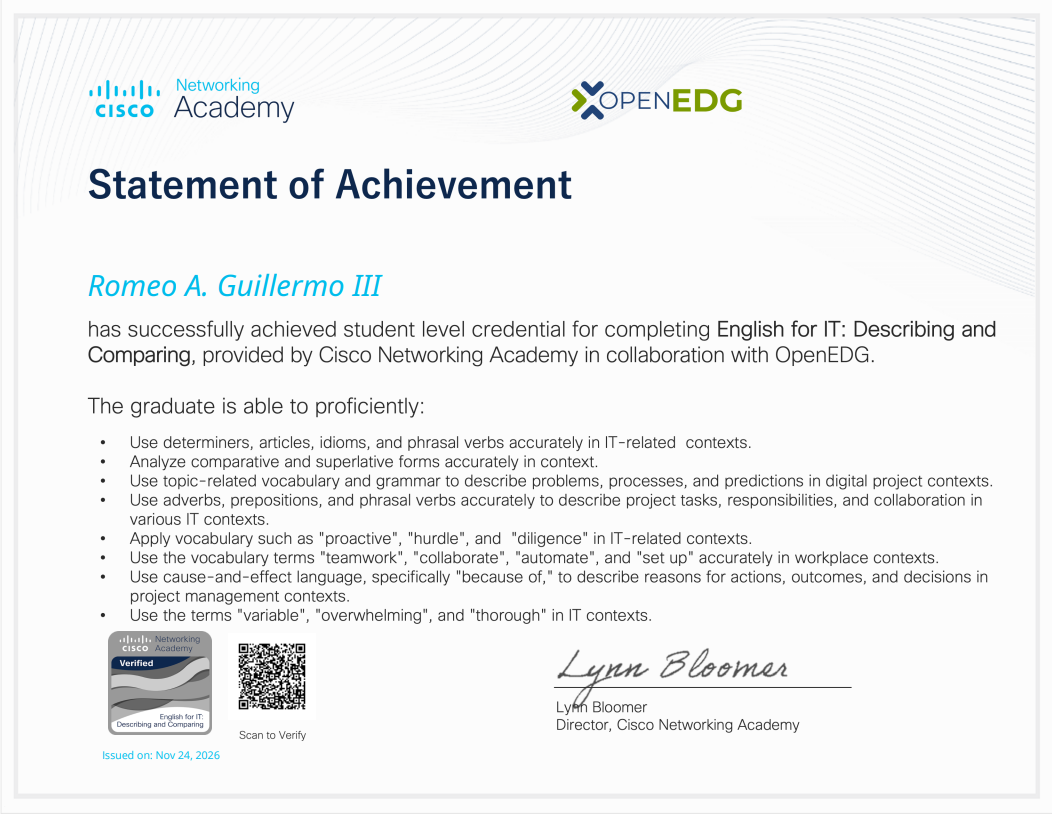 Networking
Academy
CISCO
OPENEDG
Statement of Achievement
Romeo A. Guillermo III
has successfully achieved student level credential for completing English for IT: Describing and
Comparing, provided by Cisco Networking Academy in collaboration with OpenEDG.
The graduate is able to proficiently:
• Use determiners, articles, idioms, and phrasal verbs accurately in IT-related  contexts.
• Analyze comparative and superlative forms accurately in context.
• Use topic-related vocabulary and grammar to describe problems, processes, and predictions in digital project contexts.
• Use adverbs, prepositions, and phrasal verbs accurately to describe project tasks, responsibilities, and collaboration in
various IT contexts.
• Apply vocabulary such as "proactive", "hurdle", and  "diligence" in IT-related contexts.
• Use the vocabulary terms "teamwork", "collaborate", "automate", and "set up" accurately in workplace contexts.
• Use cause-and-effect language, specifically "because of," to describe reasons for actions, outcomes, and decisions in
project management contexts.
• Use the terms "variable", "overwhelming", and "thorough" in IT contexts.
Networking
CISCO Academy
Verified
English for IT:
Describing and Comparing
Scan to Verify
Issued on: Nov 24, 2026
Lynn Bloomer
Lynn Bloomer
Director, Cisco Networking Academy